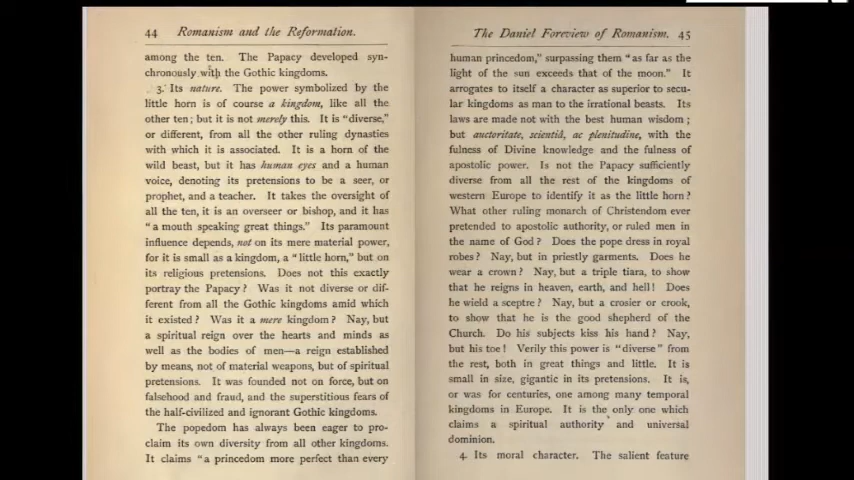 44 Romanism and the Reformation.
among the ten. The Papacy developed syn-
chronously with the Gothic kingdoms.
3. Its nature. The power symbolized by the
little horn is of course a kingdom, like all the
other ten; but it is not merely this. It is "diverse,"
or different, from all the other ruling dynasties
with which it is associated. It is a horn of the
wild beast, but it has human eyes and a human
voice, denoting its pretensions to be a seer, or
prophet, and a teacher. It takes the oversight of
all the ten, it is an overseer or bishop, and it has
"a mouth speaking great things." Its paramount
influence depends, not on its mere material power,
for it is small as a kingdom, a "little horn," but on
its religious pretensions. Does not this exactly
portray the Papacy? Was it not diverse or dif-
ferent from all the Gothic kingdoms amid which
it existed? Was it a mere kingdom? Nay, but
a spiritual reign over the hearts and minds as
well as the bodies of men—a reign established
by means, not of material weapons, but of spiritual
pretensions. It was founded not on force, but on
falsehood and fraud, and the superstitious fears of
the half-civilized and ignorant Gothic kingdoms.
The popedom has always been eager to pro-
claim its own diversity from all other kingdoms.
It claims "a princedom more perfect than every
The Daniel Foreview of Romanism. 45
human princedom," surpassing them "as far as the
light of the sun exceeds that of the moon." It
arrogates to itself a character as superior to secu-
lar kingdoms as man to the irrational beasts. Its
laws are made not with the best human wisdom;
but auctoritate, scientiâ, ac plenitudine, with the
fulness of Divine knowledge and the fulness of
apostolic power. Is not the Papacy sufficiently
diverse from all the rest of the kingdoms of
western Europe to identify it as the little horn?
What other ruling monarch of Christendom ever
pretended to apostolic authority, or ruled men in
the name of God? Does the pope dress in royal
robes? Nay, but in priestly garments. Does he
wear a crown? Nay, but a triple tiara, to show
that he reigns in heaven, earth, and hell! Does
he wield a sceptre? Nay, but a crosier or crook,
to show that he is the good shepherd of the
Church. Do his subjects kiss his hand? Nay,
but his toe! Verily this power is "diverse" from
the rest, both in great things and little. It is
small in size, gigantic in its pretensions. It is,
or was for centuries, one among many temporal
kingdoms in Europe. It is the only one which
claims a spiritual authority and universal
dominion.
4. Its moral character. The salient feature